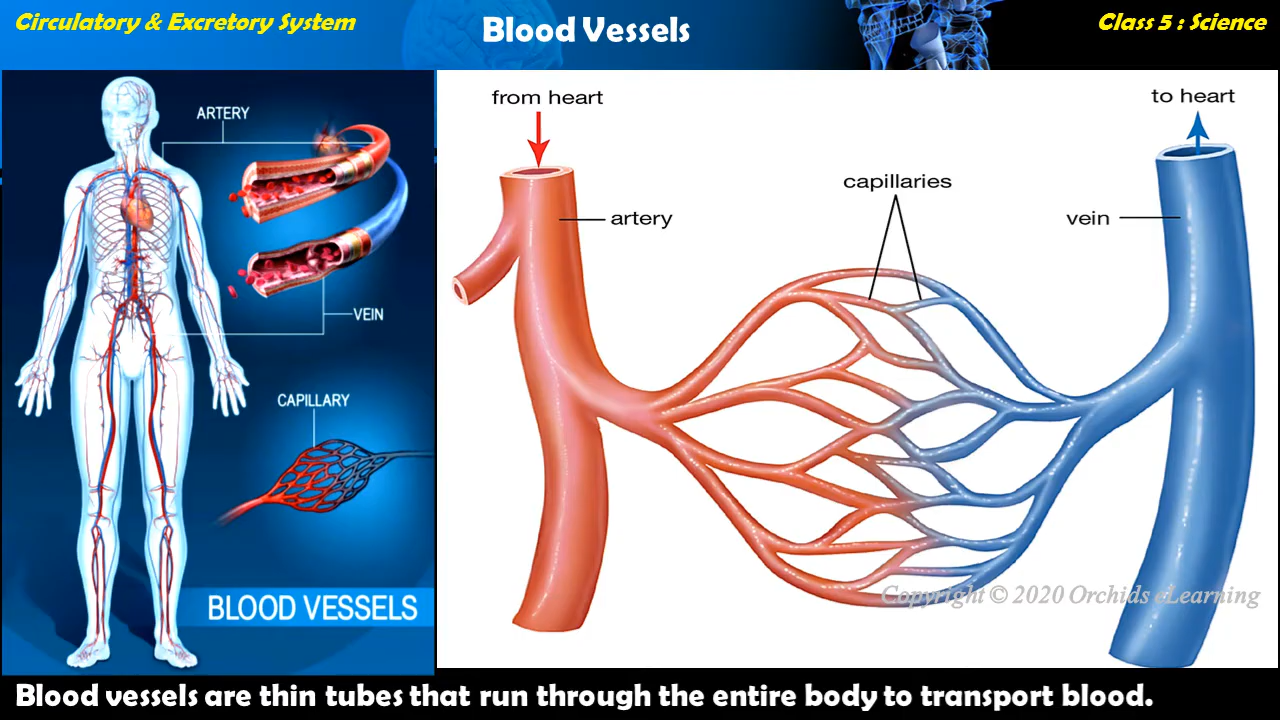 Circulatory & Excretory System
Blood Vessels
Class 5 : Science
ARTERY
VEIN
CAPILLARY
BLOOD VESSELS
from heart
to heart
capillaries
artery
vein
Copyright © 2020 Orchids eLearning
Blood vessels are thin tubes that run through the entire body to transport blood.